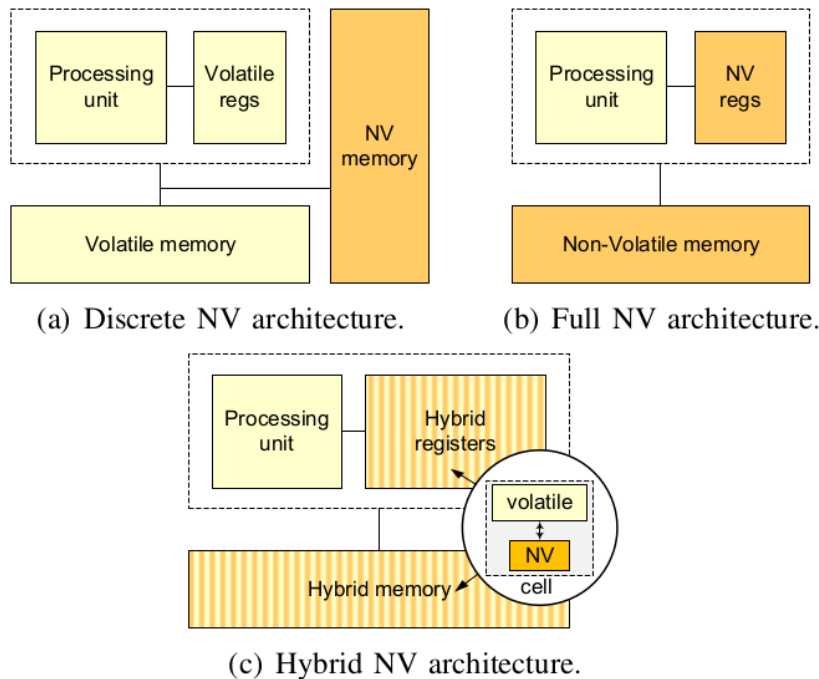 Processing
unit
Volatile
regs
NV
memory
Volatile memory
(a) Discrete NV architecture.
Processing
unit
NV
regs
Non-Volatile memory
(b) Full NV architecture.
Processing
unit
Hybrid
registers
volatile
NV
cell
Hybrid memory
(c) Hybrid NV architecture.